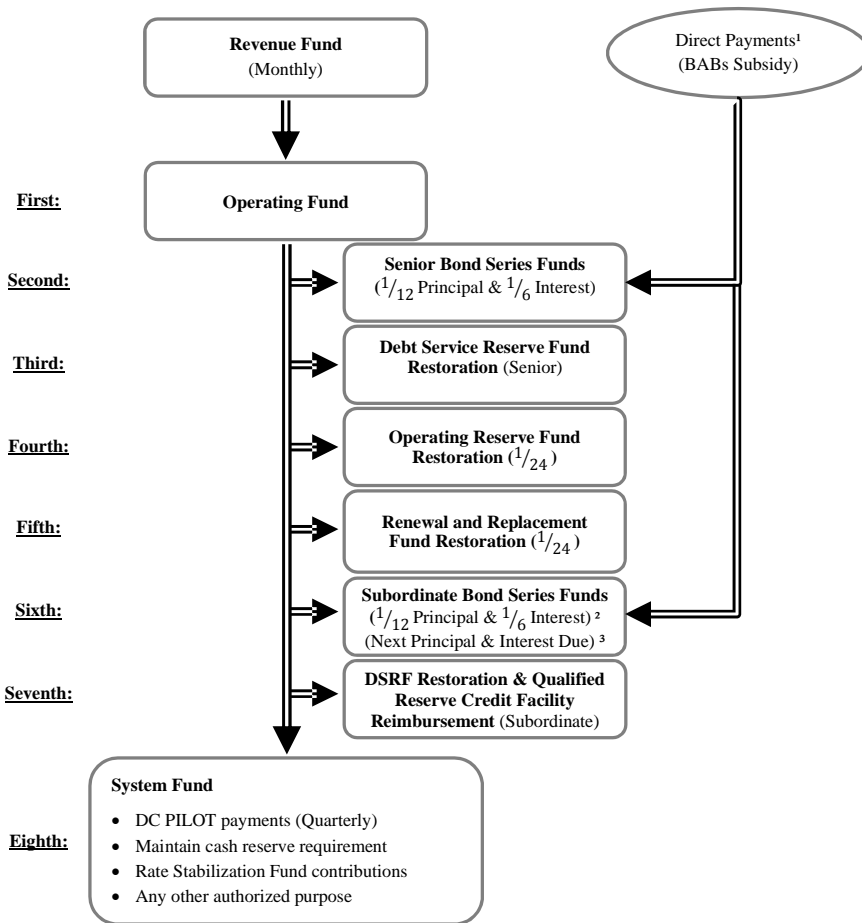 Revenue Fund
(Monthly)
Direct Payments¹
(BABs Subsidy)
First:
Operating Fund
Second:
Senior Bond Series Funds
(1/12 Principal & 1/6 Interest)
Third:
Debt Service Reserve Fund
Restoration (Senior)
Fourth:
Operating Reserve Fund
Restoration (1/24)
Fifth:
Renewal and Replacement
Fund Restoration (1/24)
Sixth:
Subordinate Bond Series Funds
(1/12 Principal & 1/6 Interest) ²
(Next Principal & Interest Due) ³
Seventh:
DSRF Restoration & Qualified
Reserve Credit Facility
Reimbursement (Subordinate)
Eighth:
System Fund
• DC PILOT payments (Quarterly)
• Maintain cash reserve requirement
• Rate Stabilization Fund contributions
• Any other authorized purpose